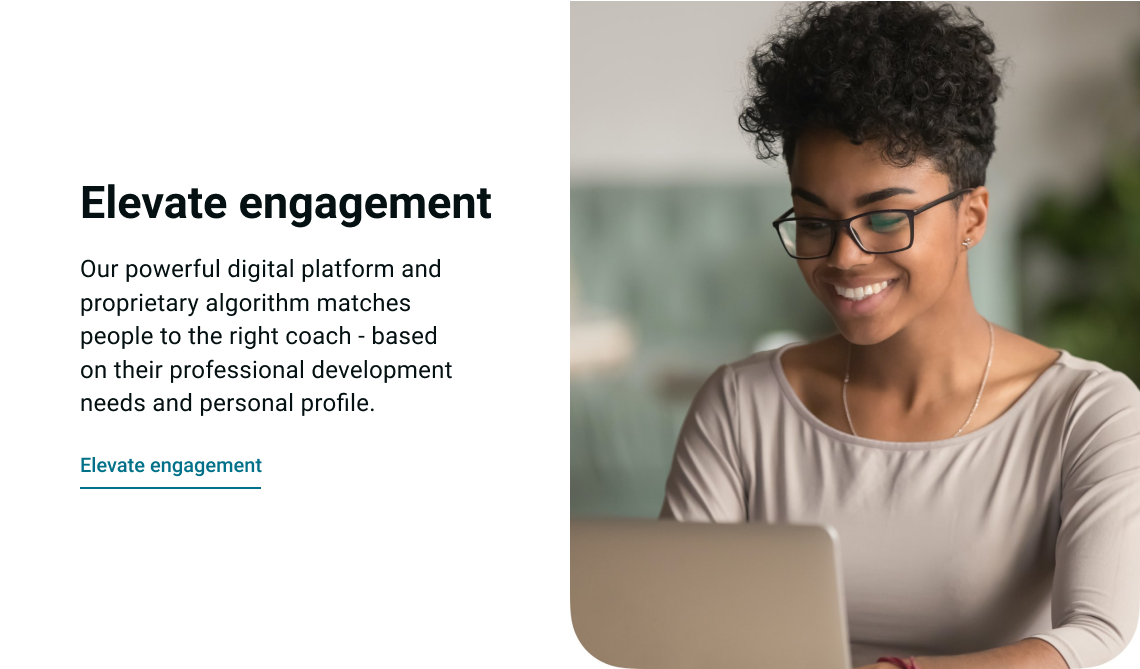 Elevate engagement
Our powerful digital platform and
proprietary algorithm matches
people to the right coach - based
on their professional development
needs and personal profile.
Elevate engagement